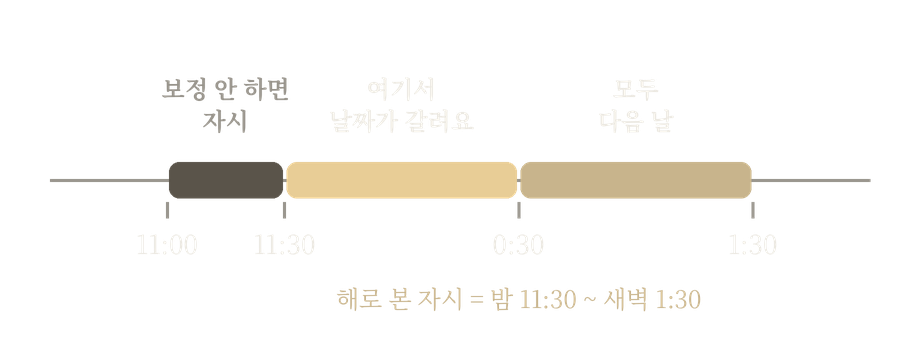 보정 안 하면
자시
여기서
날짜가 갈려요
모두
다음 날
11:00
11:30
0:30
1:30
해로 본 자시 = 밤 11:30 ~ 새벽 1:30